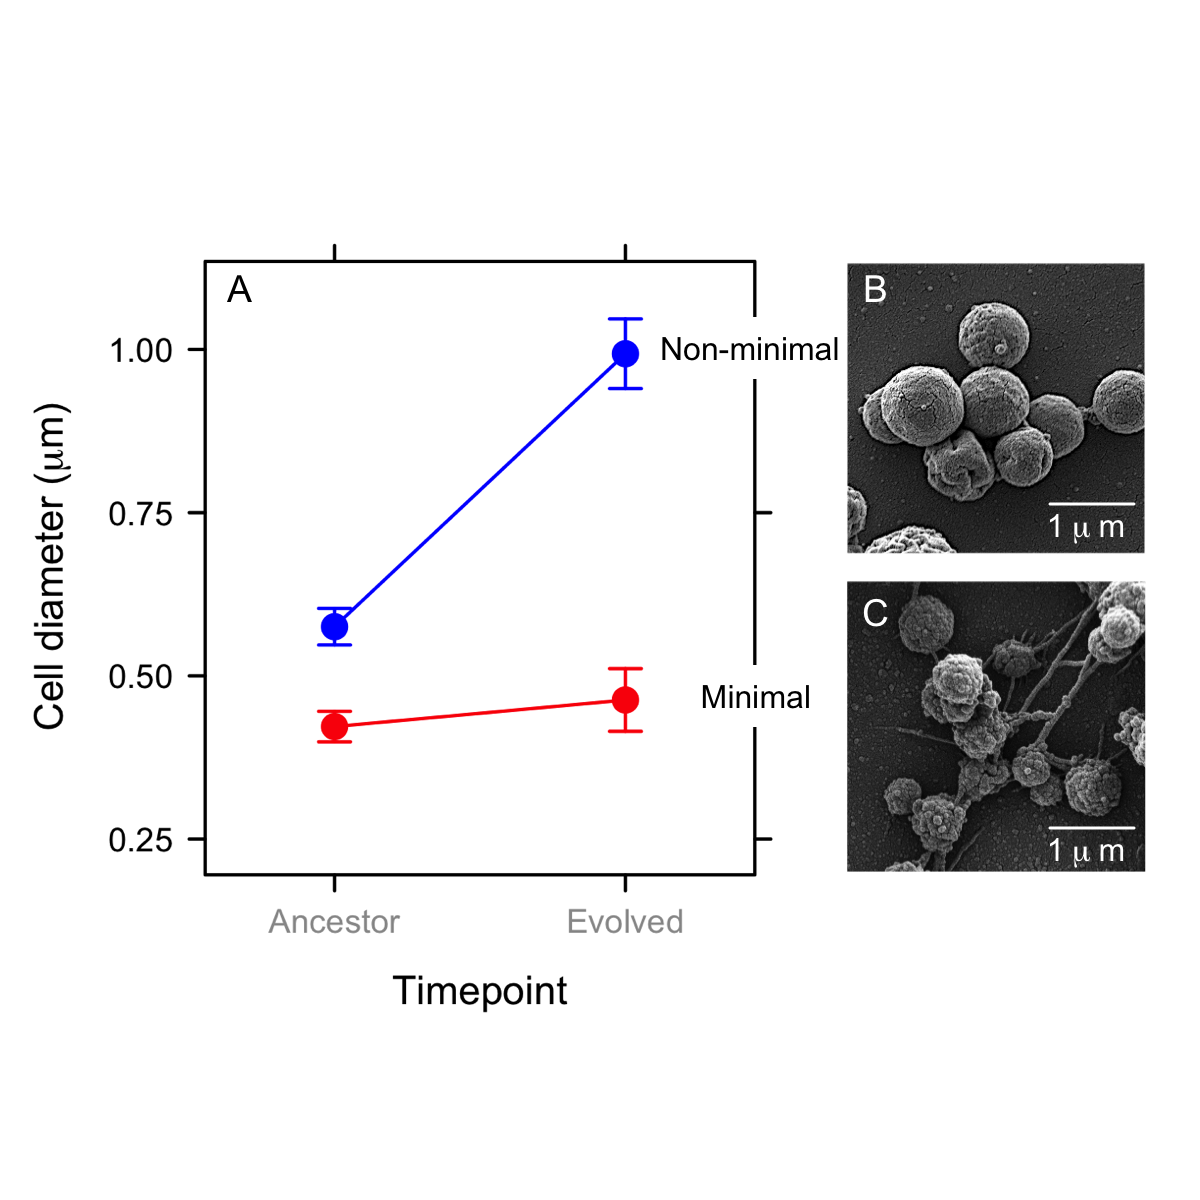 A
1.00
0.75
0.50
0.25
Cell diameter (μm)
Non-minimal
Minimal
Ancestor
Evolved
Timepoint
B
1 μ m
C
1 μ m